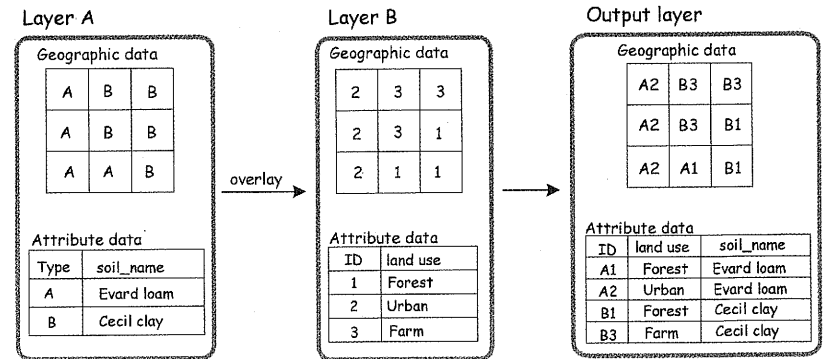 Layer A
Geographic data
A B B
A B B
A A B
Attribute data
Type soil_name
A Evard loam
B Cecil clay
overlay
Layer B
Geographic data
2 3 3
2 3 1
2 1 1
Attribute data
ID land use
1 Forest
2 Urban
3 Farm
Output layer
Geographic data
A2 B3 B3
A2 B3 B1
A2 A1 B1
Attribute data
ID land use soil_name
A1 Forest Evard loam
A2 Urban Evard loam
B1 Forest Cecil clay
B3 Farm Cecil clay